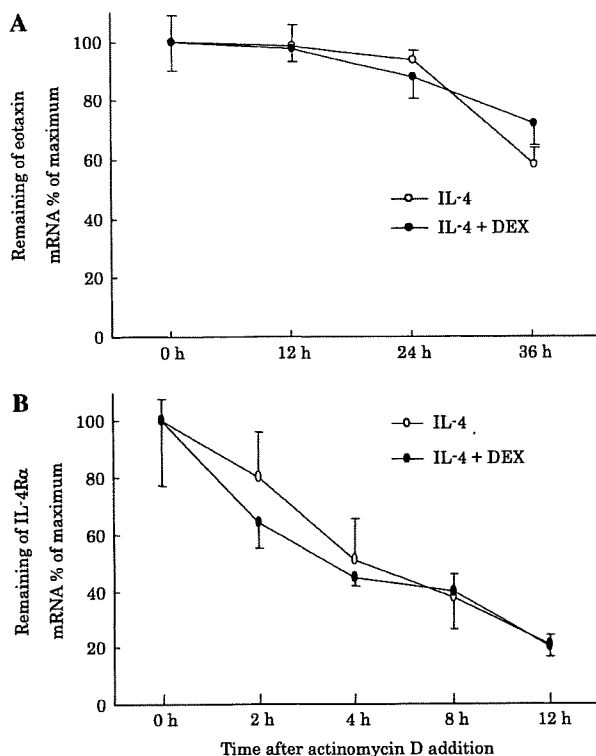 A
Remaining of eotaxin
mRNA % of maximum
100
80
60
40
20
0
IL-4
IL-4 + DEX
0 h
12 h
24 h
36 h
B
Remaining of IL-4Rα
mRNA % of maximum
100
80
60
40
20
0
IL-4
IL-4 + DEX
0 h
2 h
4 h
8 h
12 h
Time after actinomycin D addition